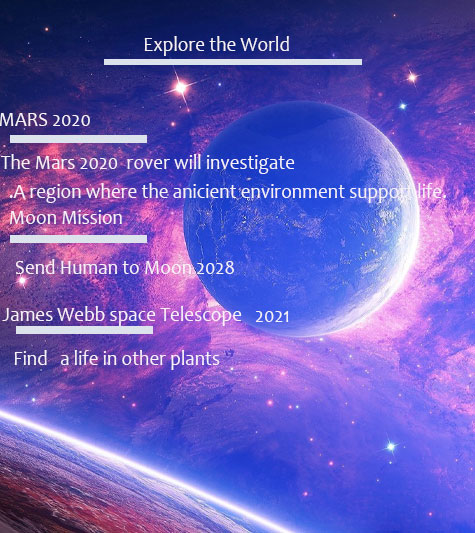 Explore the World
MARS 2020
The Mars 2020 rover will investigate
.A region where the anicient environment support life.
Moon Mission
Send Human to Moon 2028
James Webb space Telescope 2021
Find a life in other plants